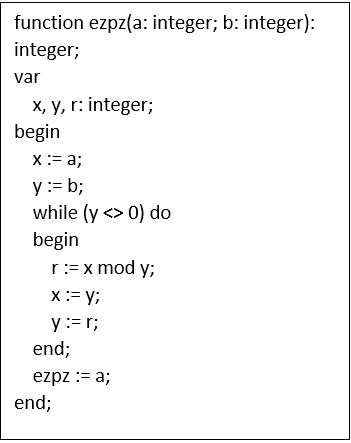 function ezpz(a: integer; b: integer):
integer;
var
x, y, r: integer;
begin
x := a;
y := b;
while (y <> 0) do
begin
r := x mod y;
x := y;
y := r;
end;
ezpz := a;
end;